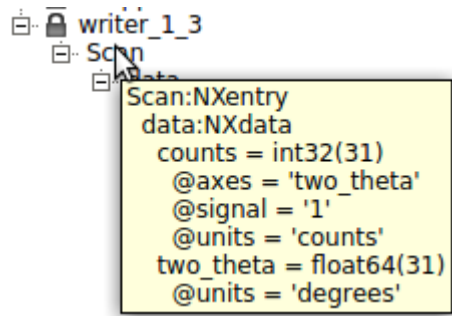 writer_1_3
Scan
data
Scan:NXentry
data:NXdata
counts = int32(31)
@axes = 'two_theta'
@signal = '1'
@units = 'counts'
two_theta = float64(31)
@units = 'degrees'